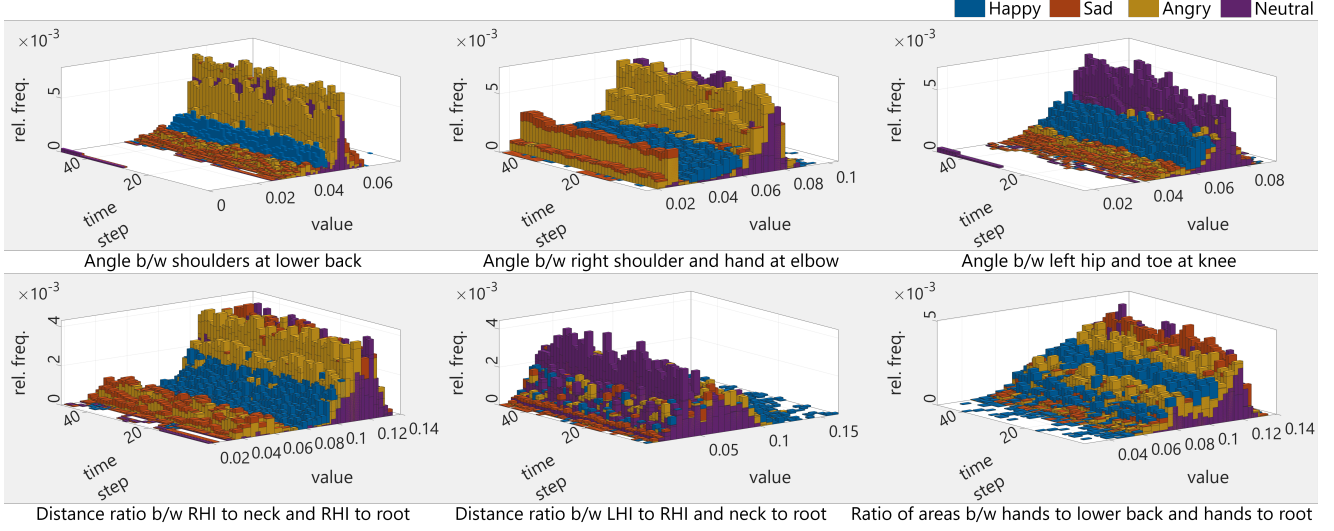 Happy Sad Angry Neutral
×10⁻³
rel. freq.
5
0
40
20
time
step
0 0.02 0.04 0.06
value
Angle b/w shoulders at lower back
×10⁻³
rel. freq.
5
0
40
20
time
step
0.02 0.04 0.06 0.08 0.1
value
Angle b/w right shoulder and hand at elbow
×10⁻³
rel. freq.
5
0
40
20
time
step
0.02 0.04 0.06 0.08
value
Angle b/w left hip and toe at knee
×10⁻³
rel. freq.
4
2
0
40
20
time
step
0.02 0.04 0.06 0.08 0.1 0.12 0.14
value
Distance ratio b/w RHI to neck and RHI to root
×10⁻³
rel. freq.
4
2
0
40
20
time
step
0.05 0.1 0.15
value
Distance ratio b/w LHI to RHI and neck to root
×10⁻³
rel. freq.
5
0
40
20
time
step
0.04 0.06 0.08 0.1 0.12 0.14
value
Ratio of areas b/w hands to lower back and hands to root